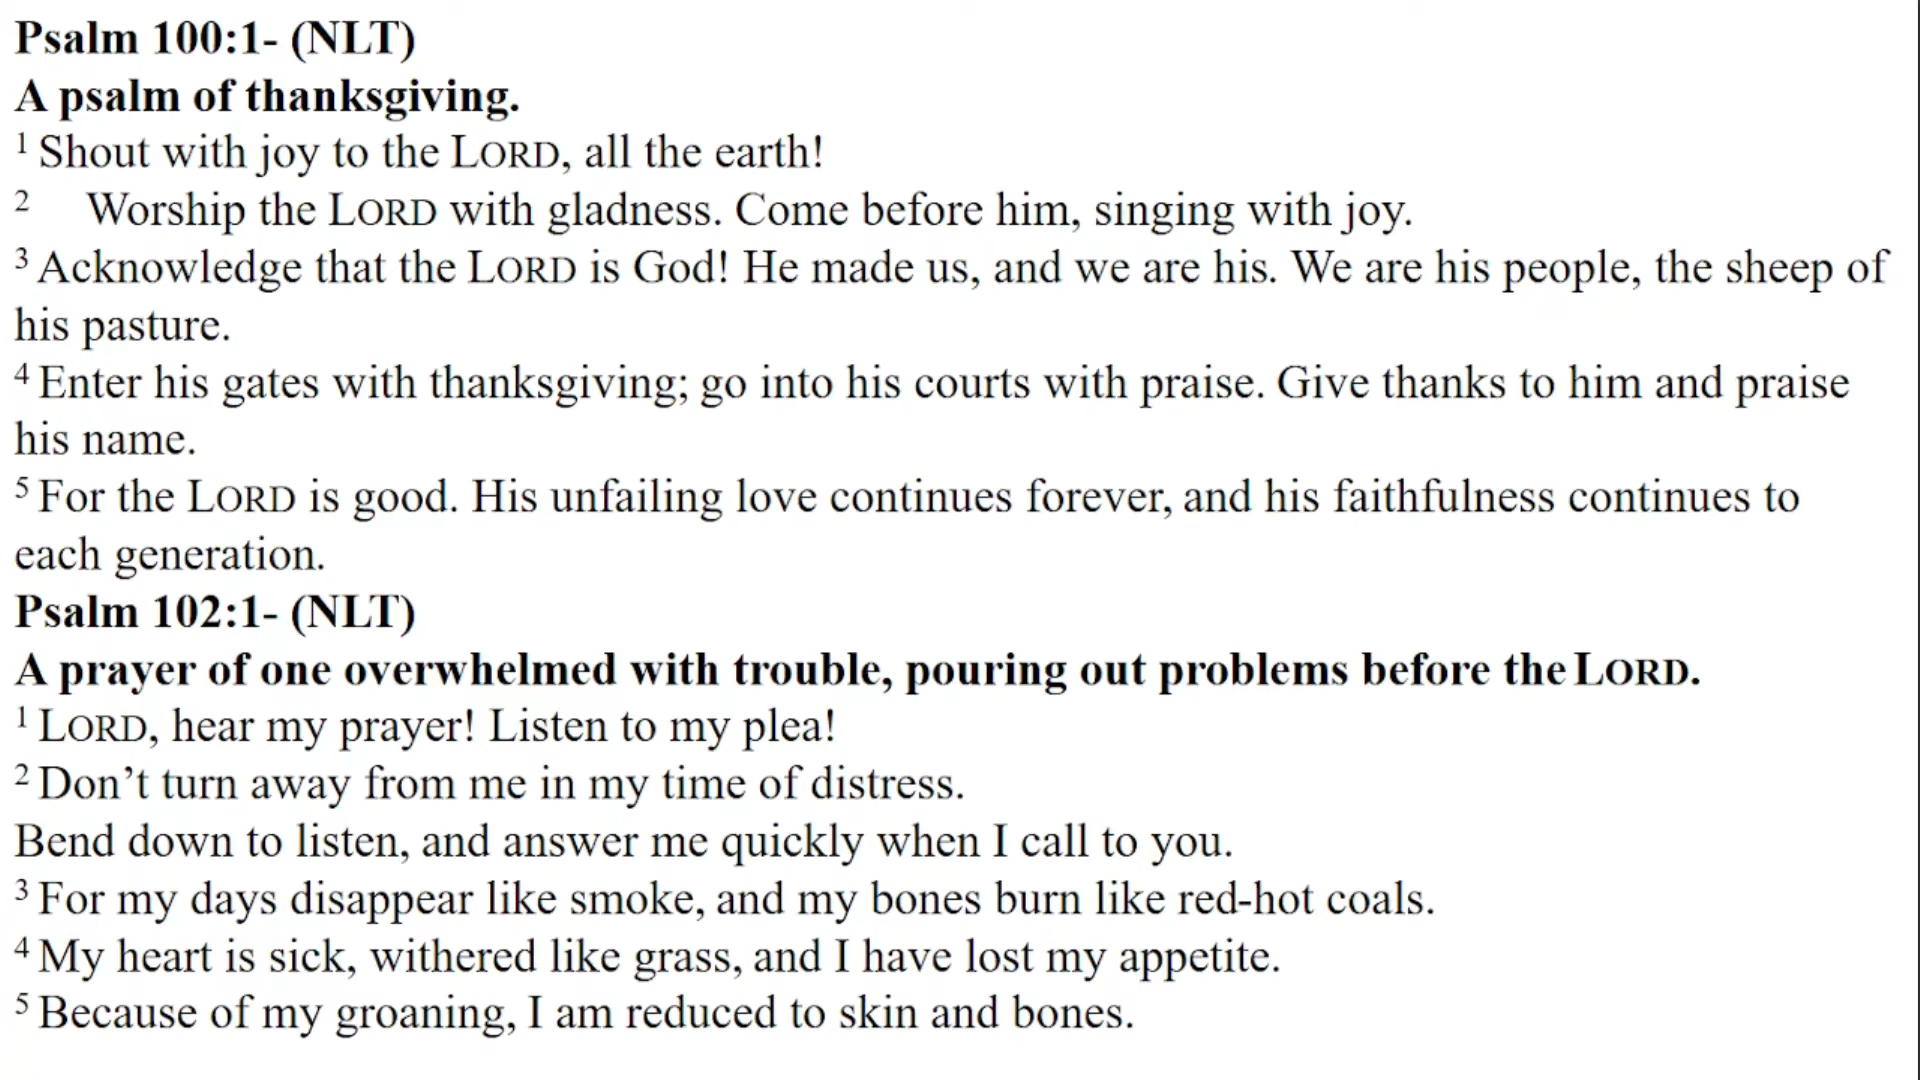 Psalm 100:1- (NLT)
A psalm of thanksgiving.
1 Shout with joy to the LORD, all the earth!
2 Worship the LORD with gladness. Come before him, singing with joy.
3 Acknowledge that the LORD is God! He made us, and we are his. We are his people, the sheep of
his pasture.
4 Enter his gates with thanksgiving; go into his courts with praise. Give thanks to him and praise
his name.
5 For the LORD is good. His unfailing love continues forever, and his faithfulness continues to
each generation.
Psalm 102:1- (NLT)
A prayer of one overwhelmed with trouble, pouring out problems before the LORD.
1 LORD, hear my prayer! Listen to my plea!
2 Don’t turn away from me in my time of distress.
Bend down to listen, and answer me quickly when I call to you.
3 For my days disappear like smoke, and my bones burn like red-hot coals.
4 My heart is sick, withered like grass, and I have lost my appetite.
5 Because of my groaning, I am reduced to skin and bones.